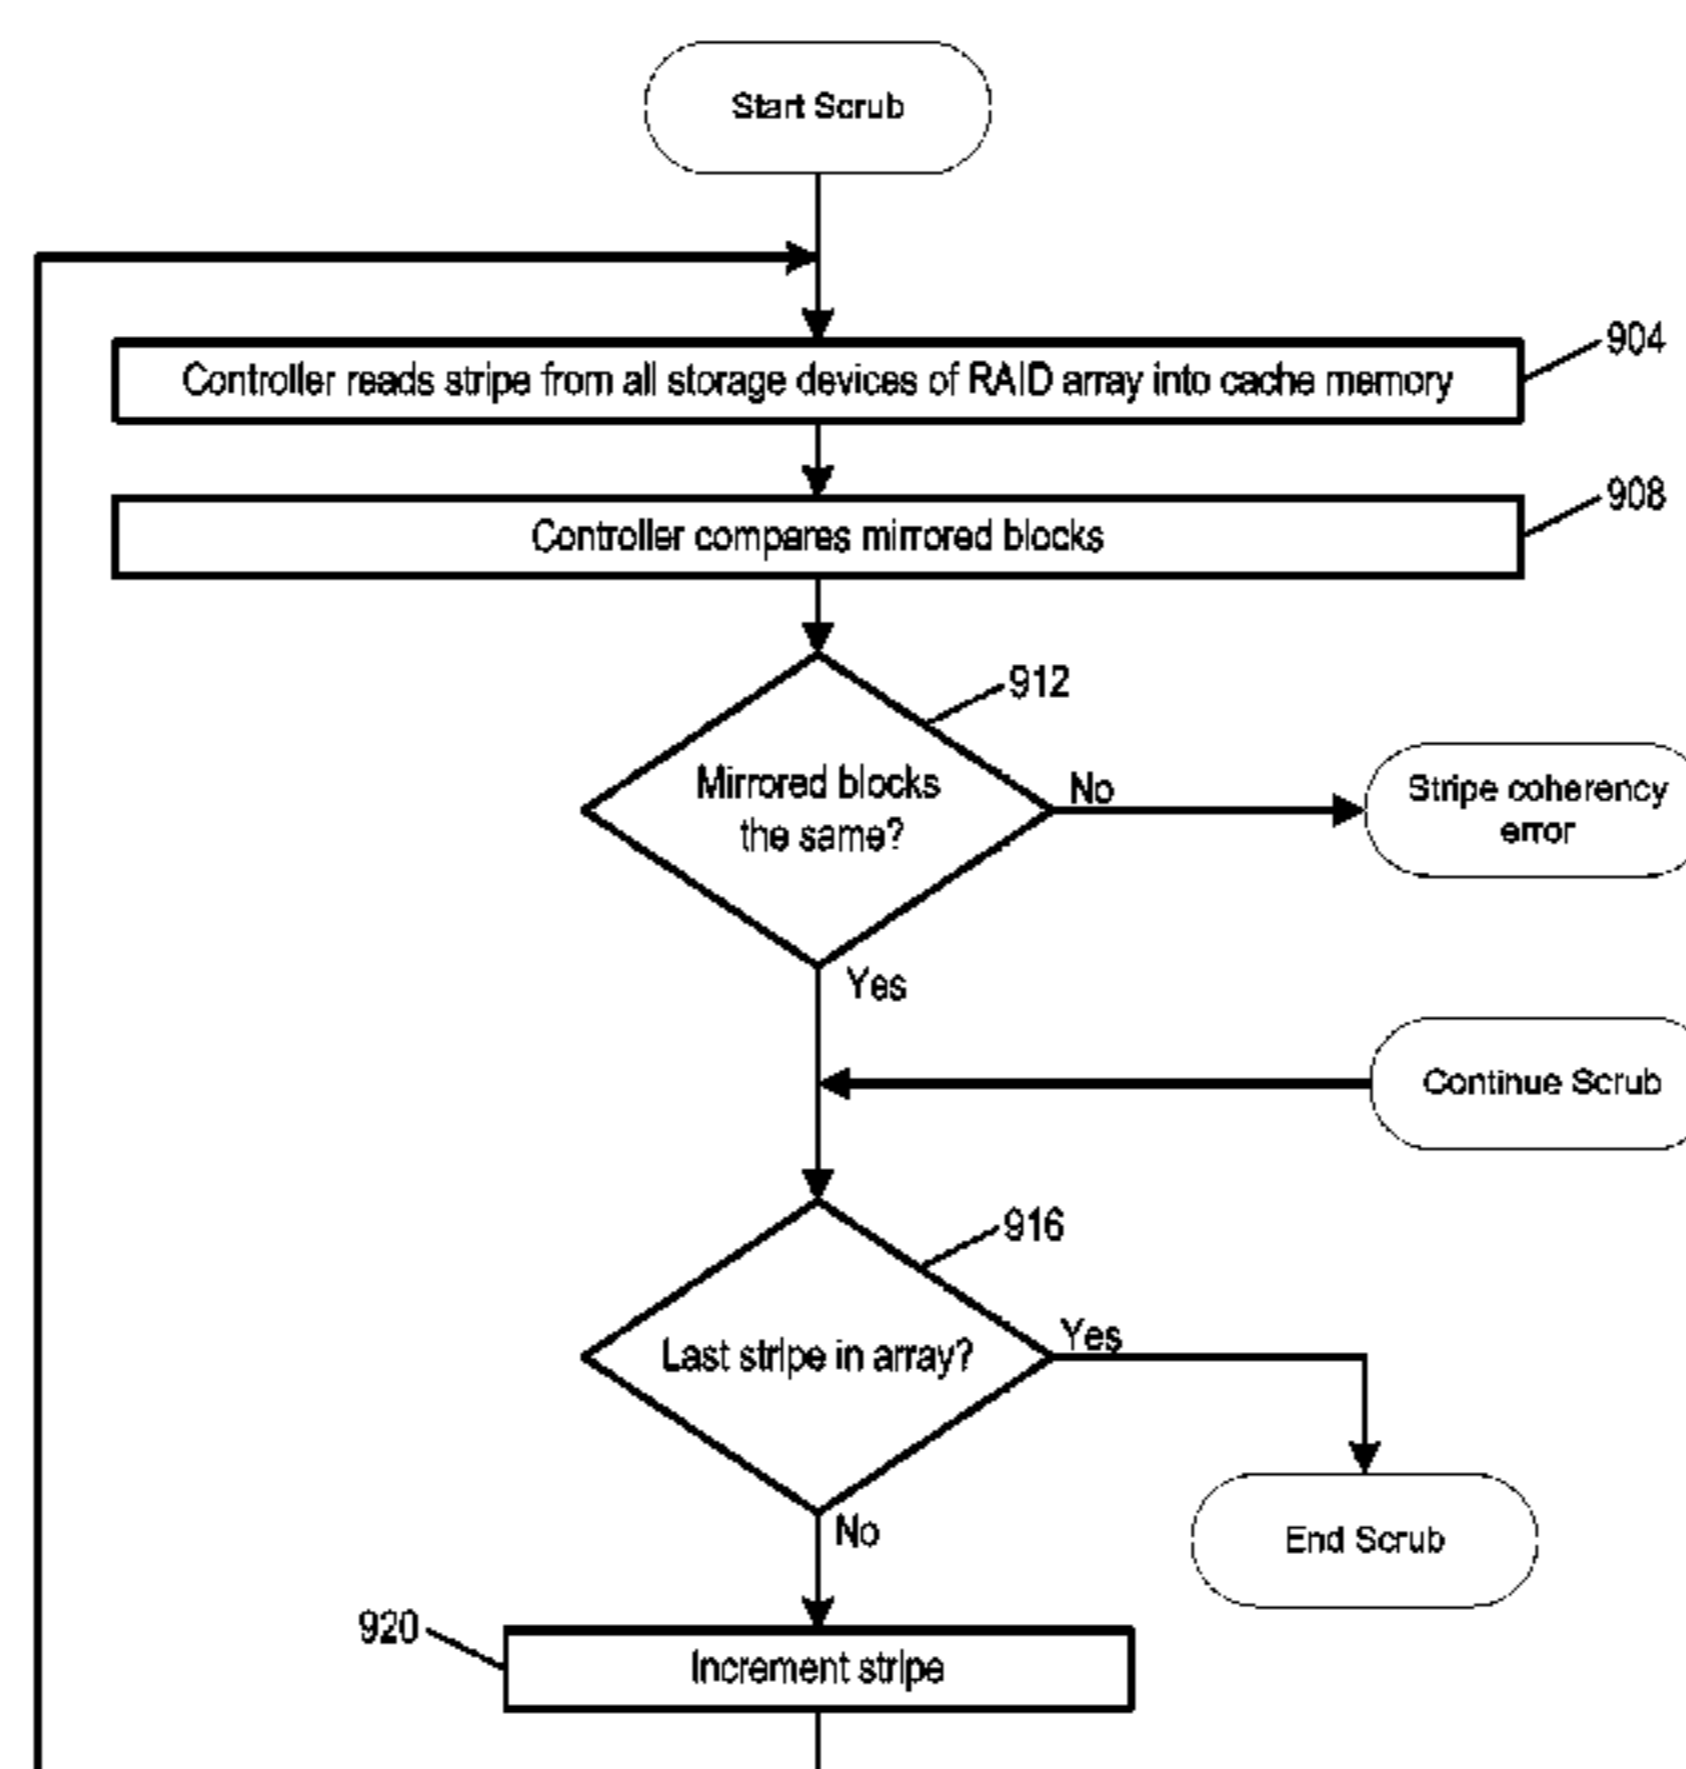 Start Scrub
904
Controller reads stripe from all storage devices of RAID array into cache memory
908
Controller compares mirrored blocks
912
Mirrored blocks
the same?
No
Stripe coherency
error
Yes
Continue Scrub
916
Last stripe in array?
Yes
End Scrub
No
920
Increment stripe